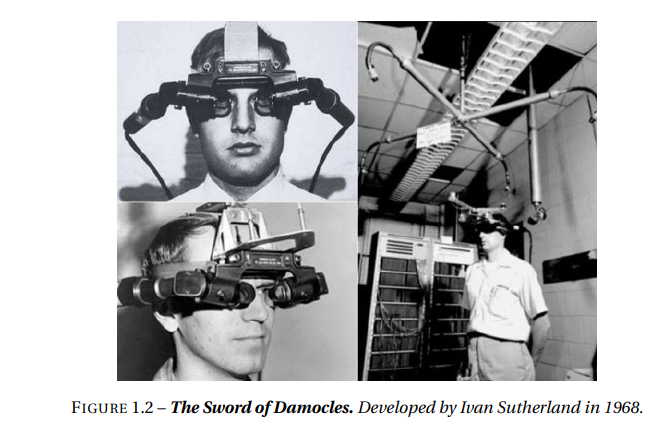 FIGURE 1.2 – The Sword of Damocles. Developed by Ivan Sutherland in 1968.